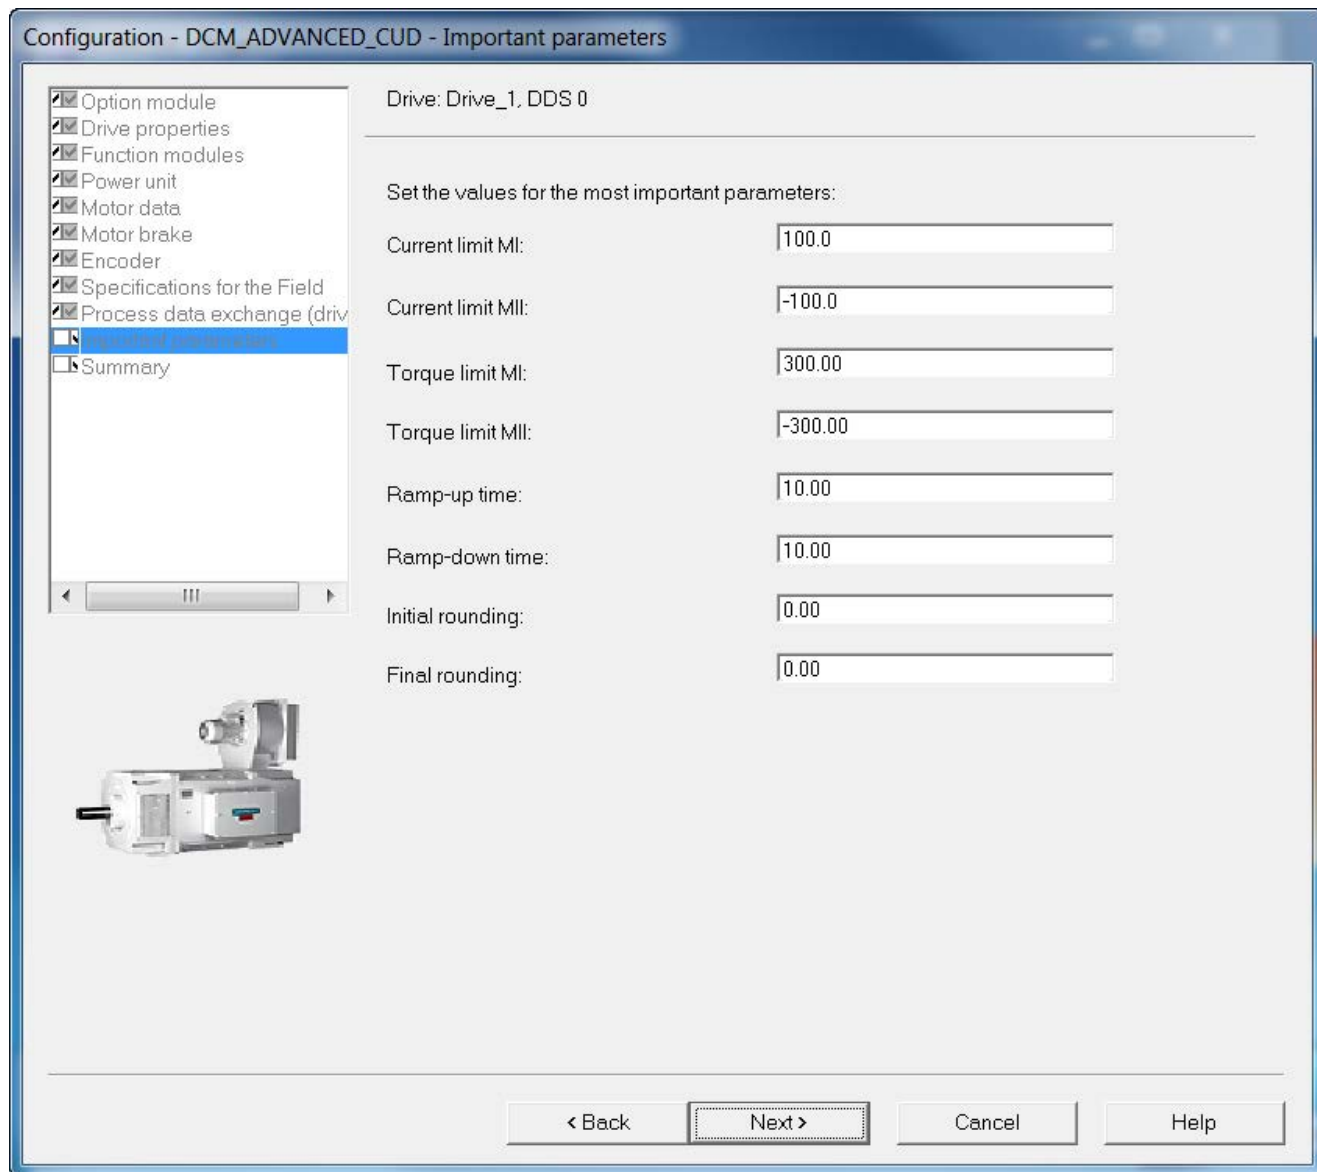 Configuration - DCM_ADVANCED_CUD - Important parameters
Option module
Drive properties
Function modules
Power unit
Motor data
Motor brake
Encoder
Specifications for the Field
Process data exchange (driv
Important parameters
Summary
Drive: Drive_1, DDS 0
Set the values for the most important parameters:
Current limit MI: 100.0
Current limit MII: -100.0
Torque limit MI: 300.00
Torque limit MII: -300.00
Ramp-up time: 10.00
Ramp-down time: 10.00
Initial rounding: 0.00
Final rounding: 0.00
< Back Next > Cancel Help